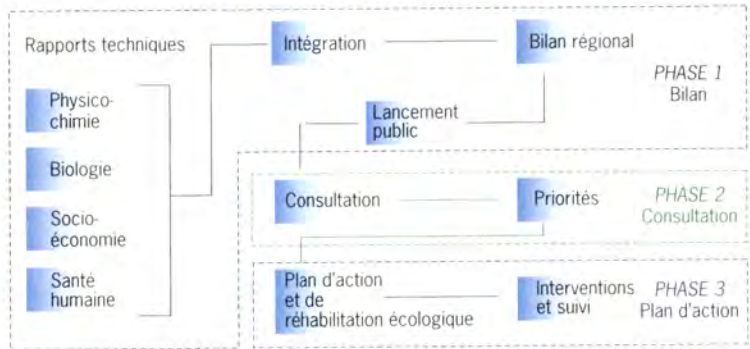 Rapports techniques
Physico-
chimie
Biologie
Socio-
économie
Santé
humaine
Intégration
Bilan régional
PHASE 1
Bilan
Lancement
public
Consultation
Priorités
PHASE 2
Consultation
Plan d'action
et de
réhabilitation écologique
Interventions
et suivi
PHASE 3
Plan d'action